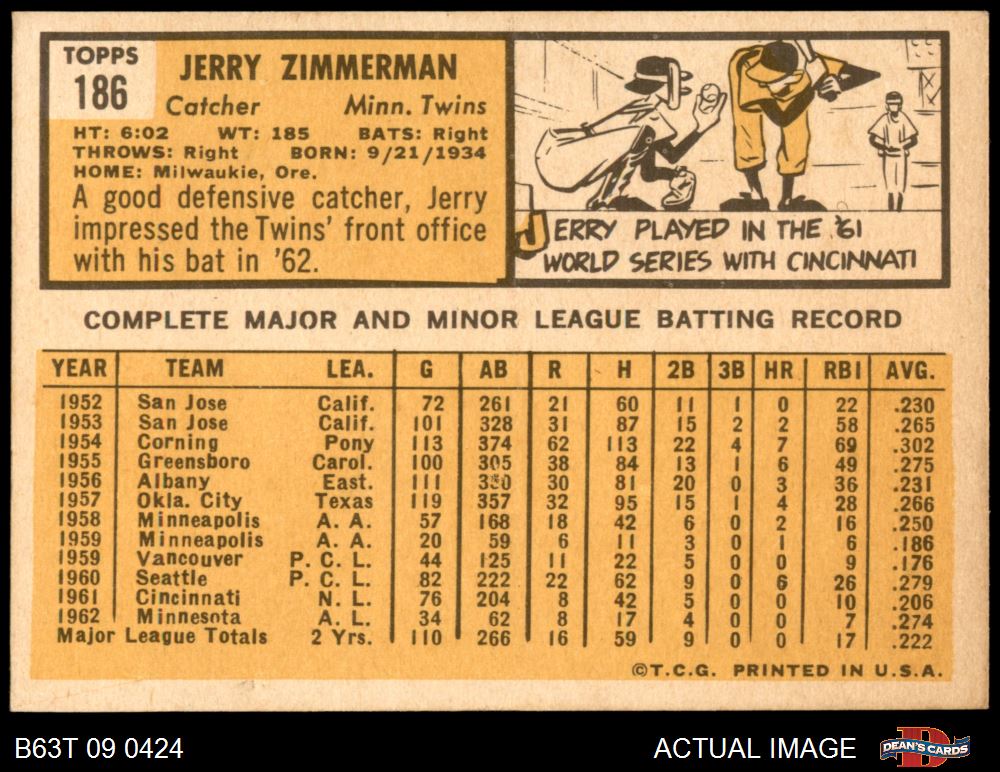 TOPPS
186
JERRY ZIMMERMAN
Catcher Minn. Twins
HT: 6:02 WT: 185 BATS: Right
THROWS: Right BORN: 9/21/1934
HOME: Milwaukie, Ore.
A good defensive catcher, Jerry
impressed the Twins' front office
with his bat in '62.
JERRY PLAYED IN THE '61
WORLD SERIES WITH CINCINNATI
COMPLETE MAJOR AND MINOR LEAGUE BATTING RECORD
YEAR TEAM LEA. G AB R H 2B 3B HR RBI AVG.
1952 San Jose Calif. 72 261 21 60 11 1 0 22 .230
1953 San Jose Calif. 101 328 31 87 15 2 2 58 .265
1954 Corning Pony 113 374 62 113 22 4 7 69 .302
1955 Greensboro Carol. 100 305 38 84 13 1 6 49 .275
1956 Albany East. 111 350 30 81 20 0 3 36 .231
1957 Okla. City Texas 119 357 32 95 15 1 4 28 .266
1958 Minneapolis A. A. 57 168 18 42 6 0 2 16 .250
1959 Minneapolis A. A. 20 59 6 11 3 0 1 6 .186
1959 Vancouver P. C. L. 44 125 11 22 5 0 0 9 .176
1960 Seattle P. C. L. 82 222 22 62 9 0 6 26 .279
1961 Cincinnati N. L. 76 204 8 42 5 0 0 10 .206
1962 Minnesota A. L. 34 62 8 17 4 0 0 7 .274
Major League Totals 2 Yrs. 110 266 16 59 9 0 0 17 .222
©T.C.G. PRINTED IN U.S.A.
B63T 09 0424 ACTUAL IMAGE DEAN'S CARDS